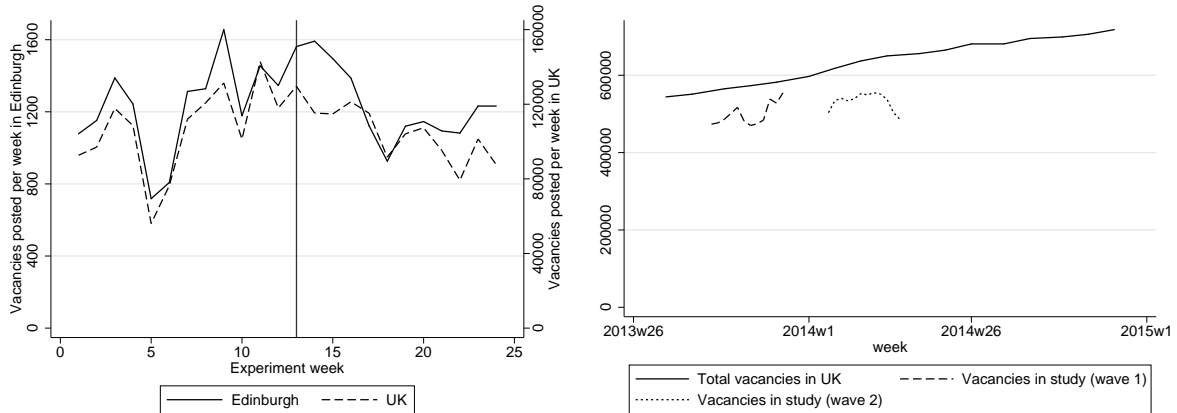 Vacancies posted per week in Edinburgh
1600
1200
800
400
0
160000
120000
80000
40000
0
Vacancies posted per week in UK
0 5 10 15 20 25
Experiment week
Edinburgh UK
600000
400000
200000
0
2013w26 2014w1 2014w26 2015w1
week
Total vacancies in UK Vacancies in study (wave 1)
Vacancies in study (wave 2)